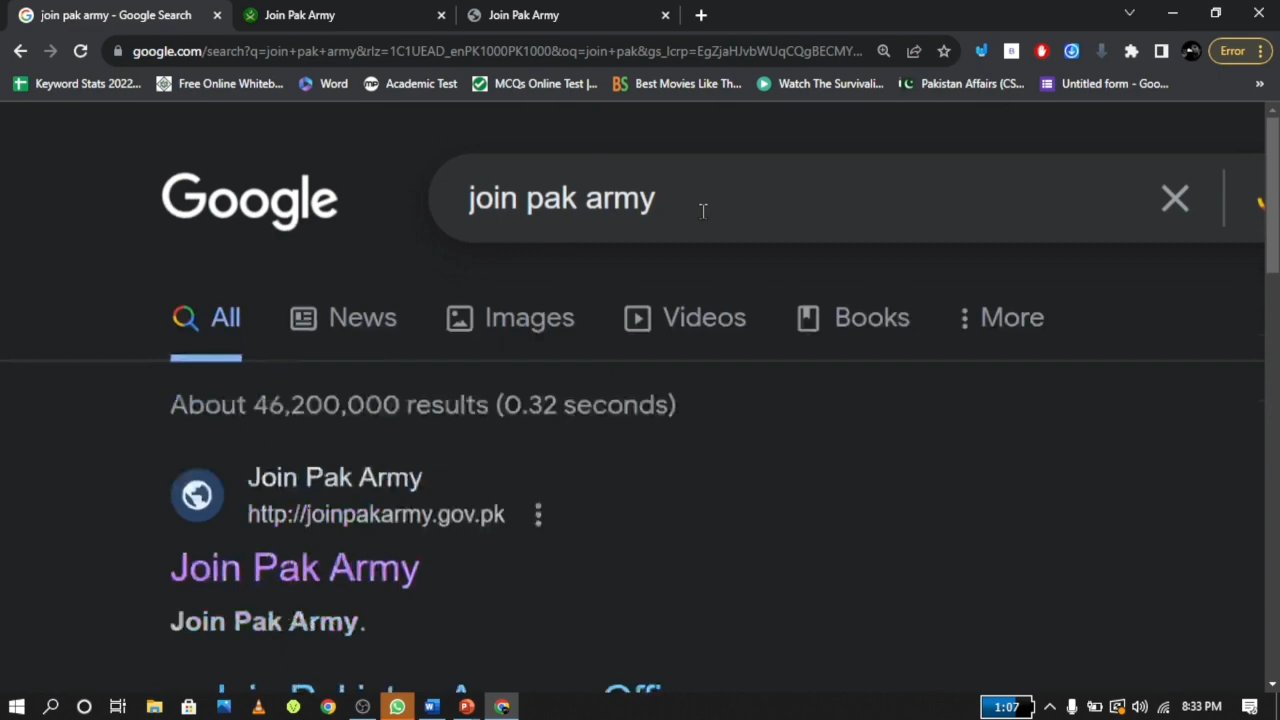 join pak army - Google Search
Join Pak Army
Join Pak Army
google.com/search?q=join+pak+army&rlz=1C1UEAD_enPK1000PK1000&oq=join+pak&gs_lcrp=EgZjaHJvbWUqCQgBECMY...
Error
Keyword Stats 2022...
Free Online Whiteb...
Word
Academic Test
MCQs Online Test |...
Best Movies Like Th...
Watch The Survivali...
Pakistan Affairs (CS...
Untitled form - Goo...
Google
join pak army
All
News
Images
Videos
Books
More
About 46,200,000 results (0.32 seconds)
Join Pak Army
http://joinpakarmy.gov.pk
Join Pak Army
Join Pak Army.
1:07
8:33 PM